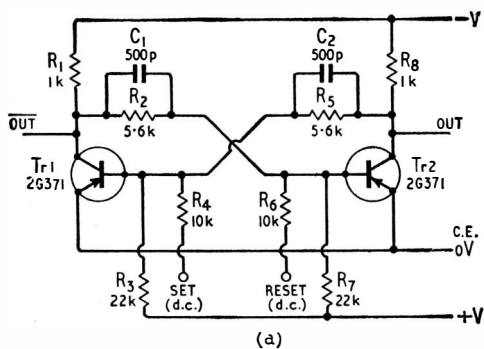 -V
C1
500p
C2
500p
R1
1k
R2
5·6k
R5
5·6k
R8
1k
OUT
OUT
Tr1
2G371
R4
10k
R6
10k
Tr2
2G371
C.E.
0V
R3
22k
SET
(d.c.)
RESET
(d.c.)
R7
22k
+V
(a)